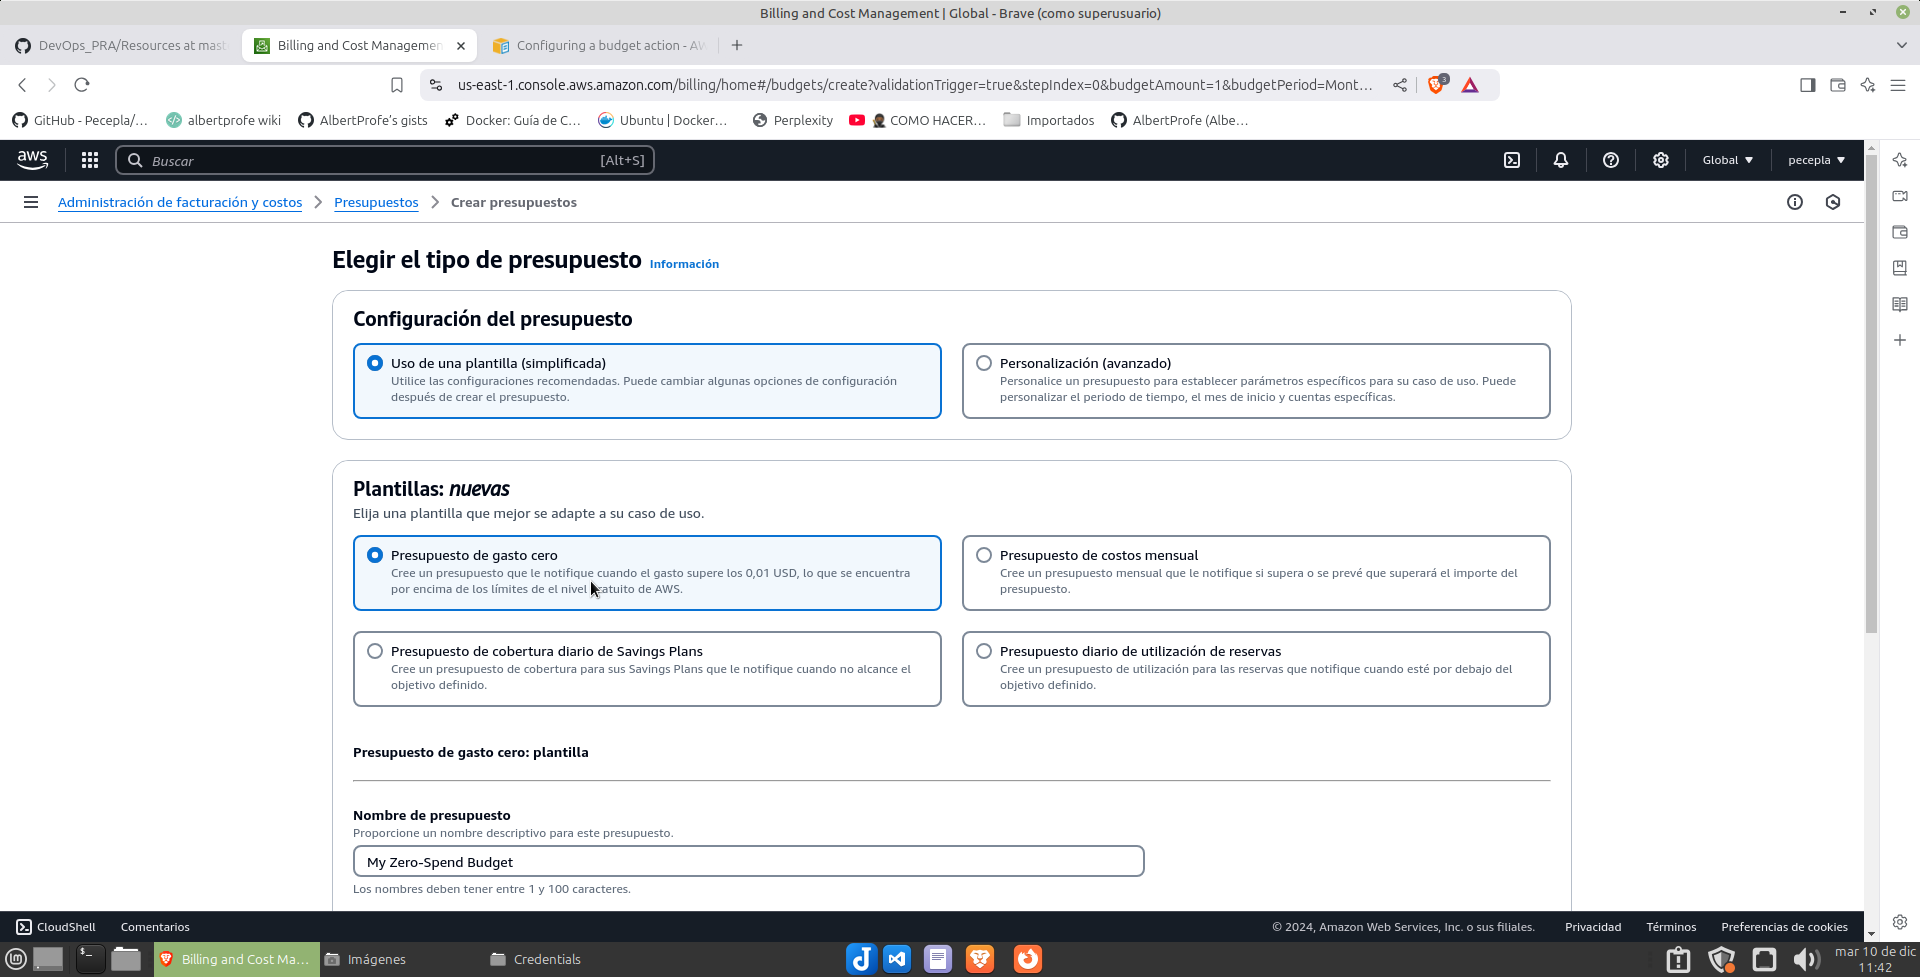 Billing and Cost Management | Global - Brave (como superusuario)
DevOps_PRA/Resources at mast
Billing and Cost Managemen
Configuring a budget action - AW
us-east-1.console.aws.amazon.com/billing/home#/budgets/create?validationTrigger=true&stepIndex=0&budgetAmount=1&budgetPeriod=Mont...
3
GitHub - Pecepla/...
albertprofe wiki
AlbertProfe's gists
Docker: Guía de C...
Ubuntu | Docker...
Perplexity
COMO HACER...
Importados
AlbertProfe (Albe...
aws
Buscar
[Alt+S]
Global
pecepla
Administración de facturación y costos
Presupuestos
Crear presupuestos
Elegir el tipo de presupuesto
Información
Configuración del presupuesto
Uso de una plantilla (simplificada)
Utilice las configuraciones recomendadas. Puede cambiar algunas opciones de configuración
después de crear el presupuesto.
Personalización (avanzado)
Personalice un presupuesto para establecer parámetros específicos para su caso de uso. Puede
personalizar el periodo de tiempo, el mes de inicio y cuentas específicas.
Plantillas: nuevas
Elija una plantilla que mejor se adapte a su caso de uso.
Presupuesto de gasto cero
Cree un presupuesto que le notifique cuando el gasto supere los 0,01 USD, lo que se encuentra
por encima de los límites de el nivel gratuito de AWS.
Presupuesto de costos mensual
Cree un presupuesto mensual que le notifique si supera o se prevé que superará el importe del
presupuesto.
Presupuesto de cobertura diario de Savings Plans
Cree un presupuesto de cobertura para sus Savings Plans que le notifique cuando no alcance el
objetivo definido.
Presupuesto diario de utilización de reservas
Cree un presupuesto de utilización para las reservas que notifique cuando esté por debajo del
objetivo definido.
Presupuesto de gasto cero: plantilla
Nombre de presupuesto
Proporcione un nombre descriptivo para este presupuesto.
My Zero-Spend Budget
Los nombres deben tener entre 1 y 100 caracteres.
CloudShell
Comentarios
© 2024, Amazon Web Services, Inc. o sus filiales.
Privacidad
Términos
Preferencias de cookies
Billing and Cost Ma...
Imágenes
Credentials
mar 10 de dic
11:42